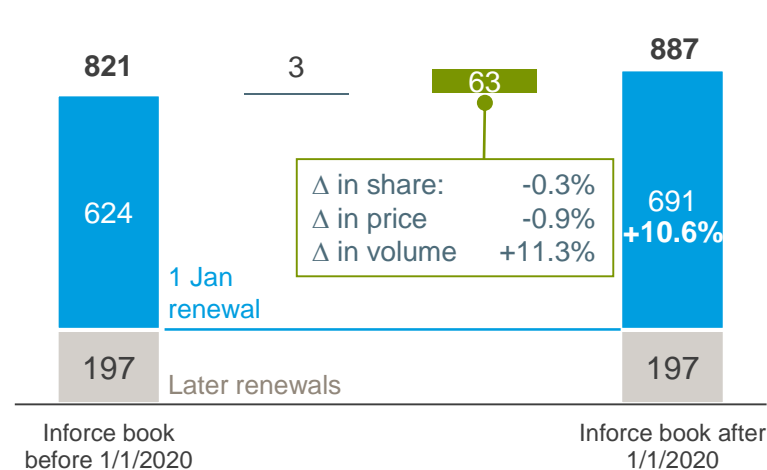 821
3
63
887
624
Δ in share: -0.3%
Δ in price -0.9%
Δ in volume +11.3%
691
+10.6%
1 Jan
renewal
197
Later renewals
197
Inforce book
before 1/1/2020
Inforce book after
1/1/2020